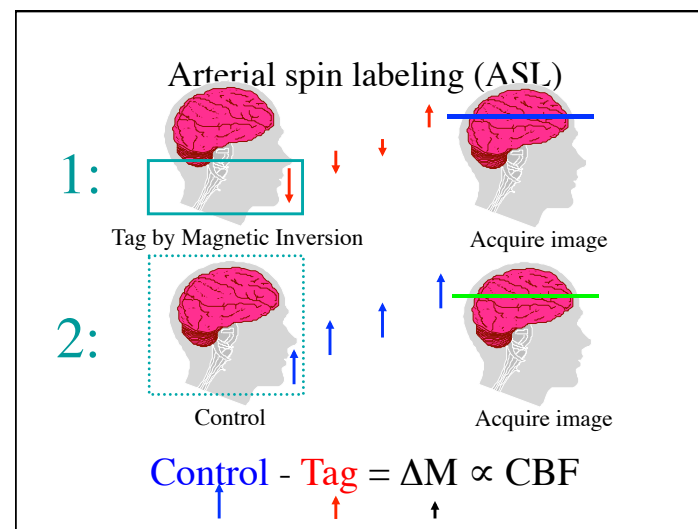 Arterial spin labeling (ASL)
1:
Tag by Magnetic Inversion
Acquire image
2:
Control
Acquire image
Control - Tag = ΔM ∝ CBF